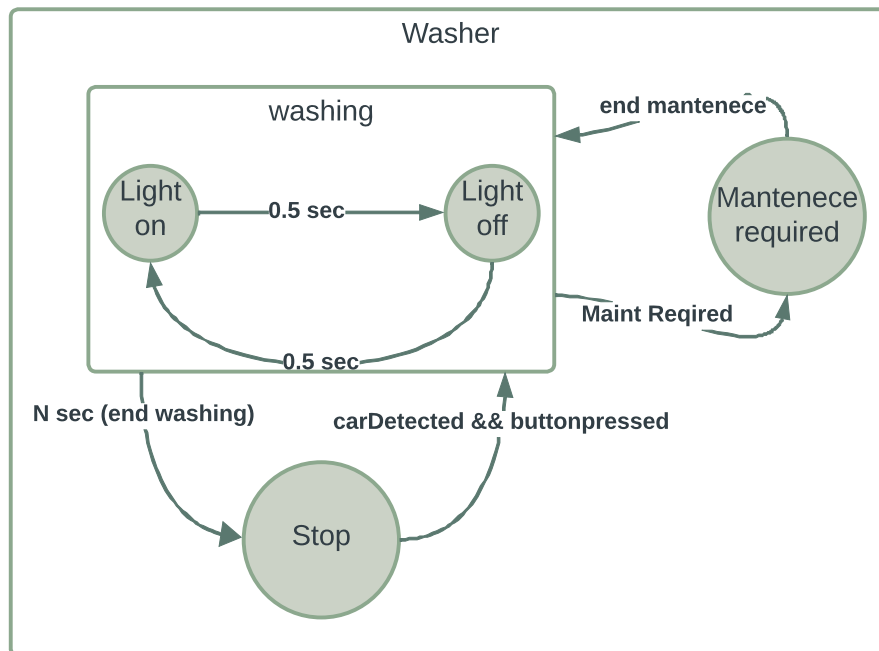 Washer
washing
end mantenece
Light
on
0.5 sec
Light
off
Mantenece
required
Maint Reqired
0.5 sec
N sec (end washing)
carDetected && buttonpressed
Stop